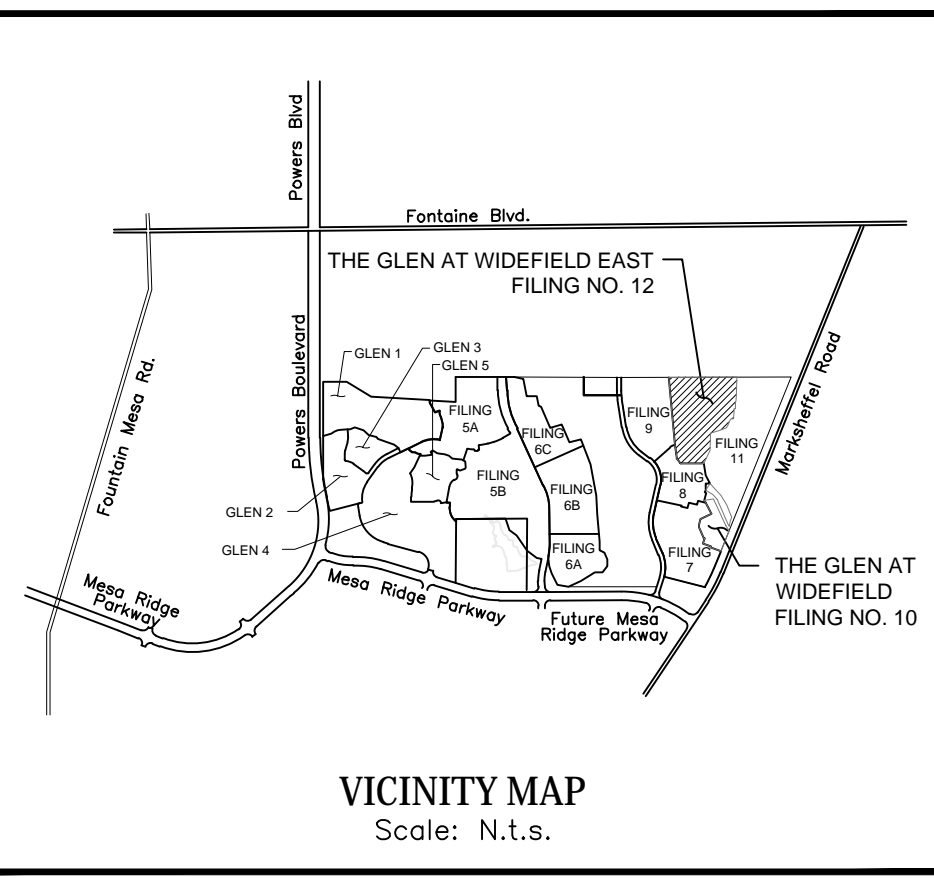 Powers Blvd
Fontaine Blvd.
THE GLEN AT WIDEFIELD EAST
FILING NO. 12
Powers Boulevard
Fountain Mesa Rd.
Marksheffel Road
GLEN 1
GLEN 3
GLEN 5
FILING
5A
FILING
6C
FILING
9
FILING
11
FILING
5B
FILING
6B
FILING
8
GLEN 2
GLEN 4
FILING
6A
FILING
7
THE GLEN AT
WIDEFIELD
FILING NO. 10
Mesa Ridge
Parkway
Mesa Ridge Parkway
Future Mesa
Ridge Parkway
VICINITY MAP
Scale: N.t.s.